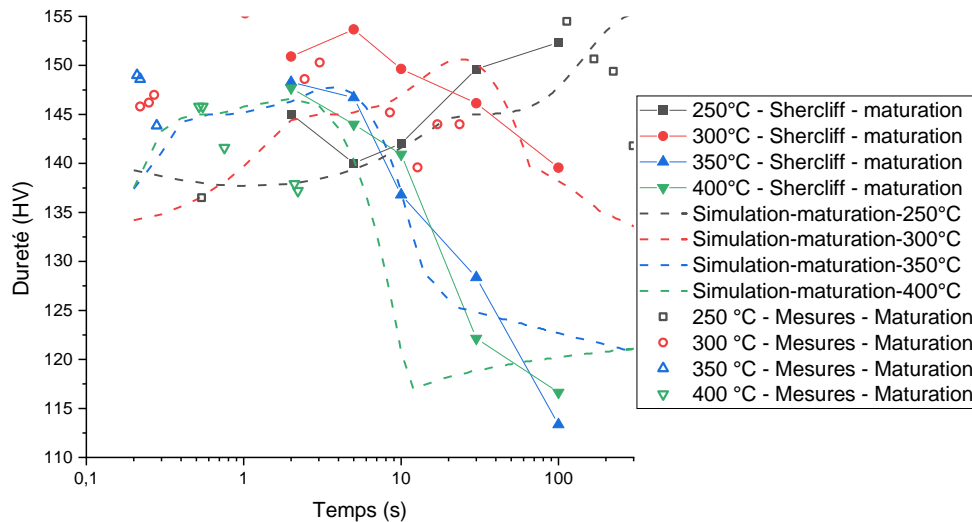 155
150
145
140
135
130
125
120
115
110
0,1
1
10
100
Dureté (HV)
Temps (s)
250°C - Shercliff - maturation
300°C - Shercliff - maturation
350°C - Shercliff - maturation
400°C - Shercliff - maturation
Simulation-maturation-250°C
Simulation-maturation-300°C
Simulation-maturation-350°C
Simulation-maturation-400°C
250 °C - Mesures - Maturation
300 °C - Mesures - Maturation
350 °C - Mesures - Maturation
400 °C - Mesures - Maturation